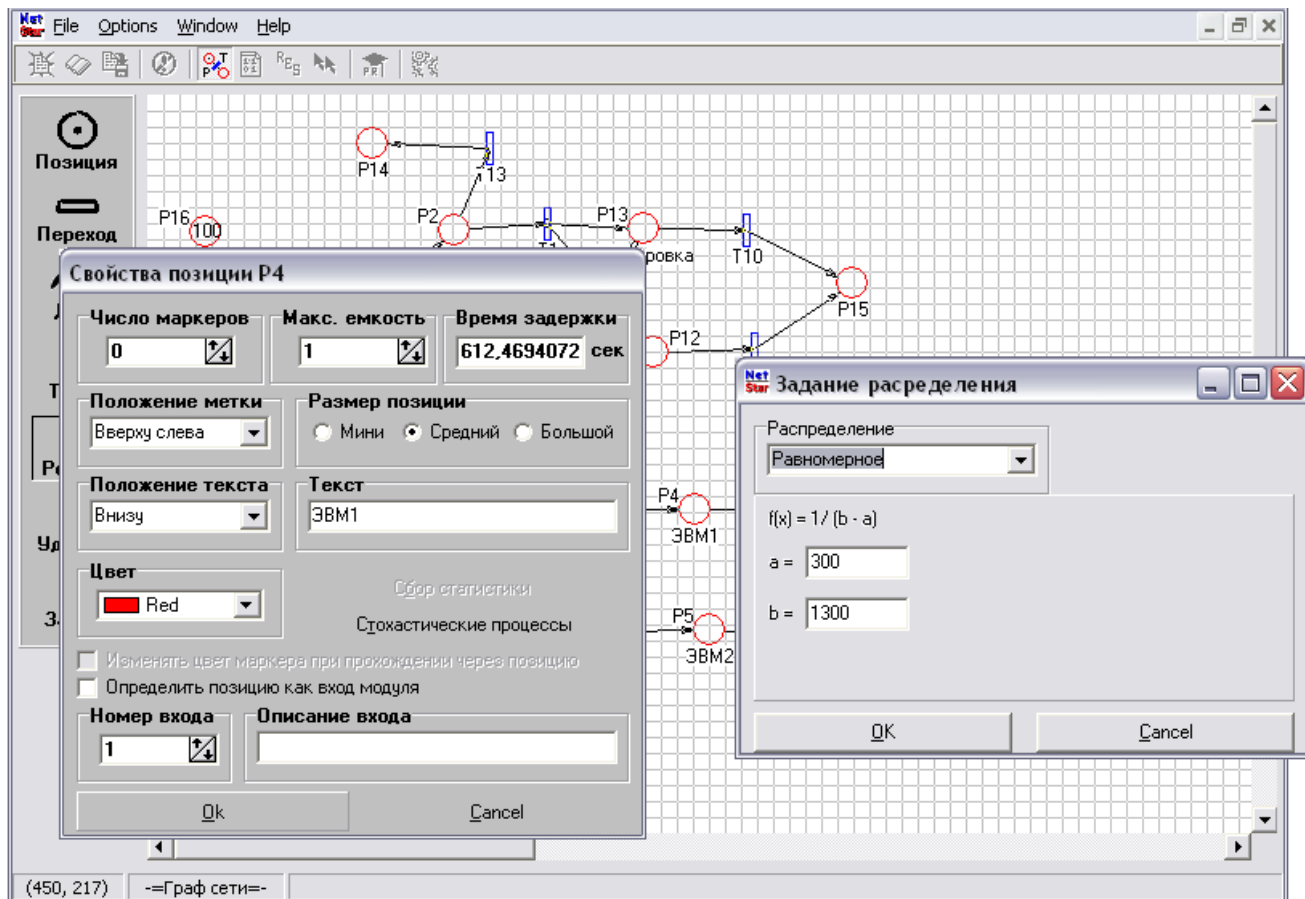 Net Star File Options Window Help
RES PRT
Позиция
Переход
P14
T13
P16
100
P2
P13
T10
P15
P12
P4
ЭВМ1
P5
ЭВМ2
Свойства позиции P4
Число маркеров Макс. емкость Время задержки
0 1 612,4694072 сек
Положение метки Размер позиции
Вверху слева Мини Средний Большой
Положение текста Текст
Внизу ЭВМ1
Цвет
Red
Сбор статистики
Стохастические процессы
Изменять цвет маркера при прохождении через позицию
Определить позицию как вход модуля
Номер входа Описание входа
1
Ok Cancel
Net Star Задание расределения
Распределение
Равномерное
f(x) = 1/ (b - a)
a = 300
b = 1300
OK Cancel
(450, 217) -=Граф сети=-